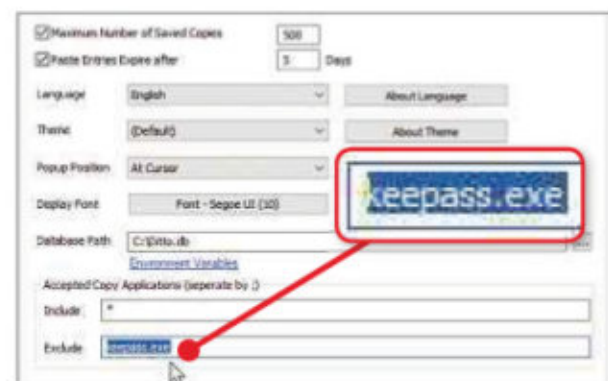 Maximum Number of Saved Copies 500
Paste Entries Expire after 5 Days
Language English About Language
Theme (Default) About Theme
Popup Position At Cursor
Display Font Font - Segoe UI (10)
keepass.exe
Database Path C:\Ditto.db ...
Environment Variables
Accepted Copy Applications (seperate by ;)
Include *
Exclude keepass.exe